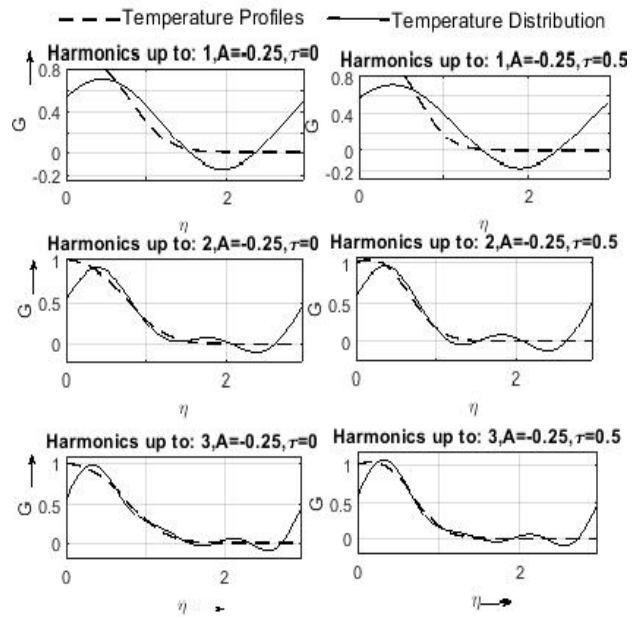 Temperature Profiles Temperature Distribution
Harmonics up to: 1,A=-0.25,τ=0 Harmonics up to: 1,A=-0.25,τ=0.5
0.8 0.8
0.4 0.4
G G
0 0
-0.2 -0.2
0 2 0 2
η η
Harmonics up to: 2,A=-0.25,τ=0 Harmonics up to: 2,A=-0.25,τ=0.5
1 1
G 0.5 G 0.5
0 0
0 2 0 2
η η
Harmonics up to: 3,A=-0.25,τ=0 Harmonics up to: 3,A=-0.25,τ=0.5
1 1
G 0.5 G 0.5
0 0
0 2 0 2
η η